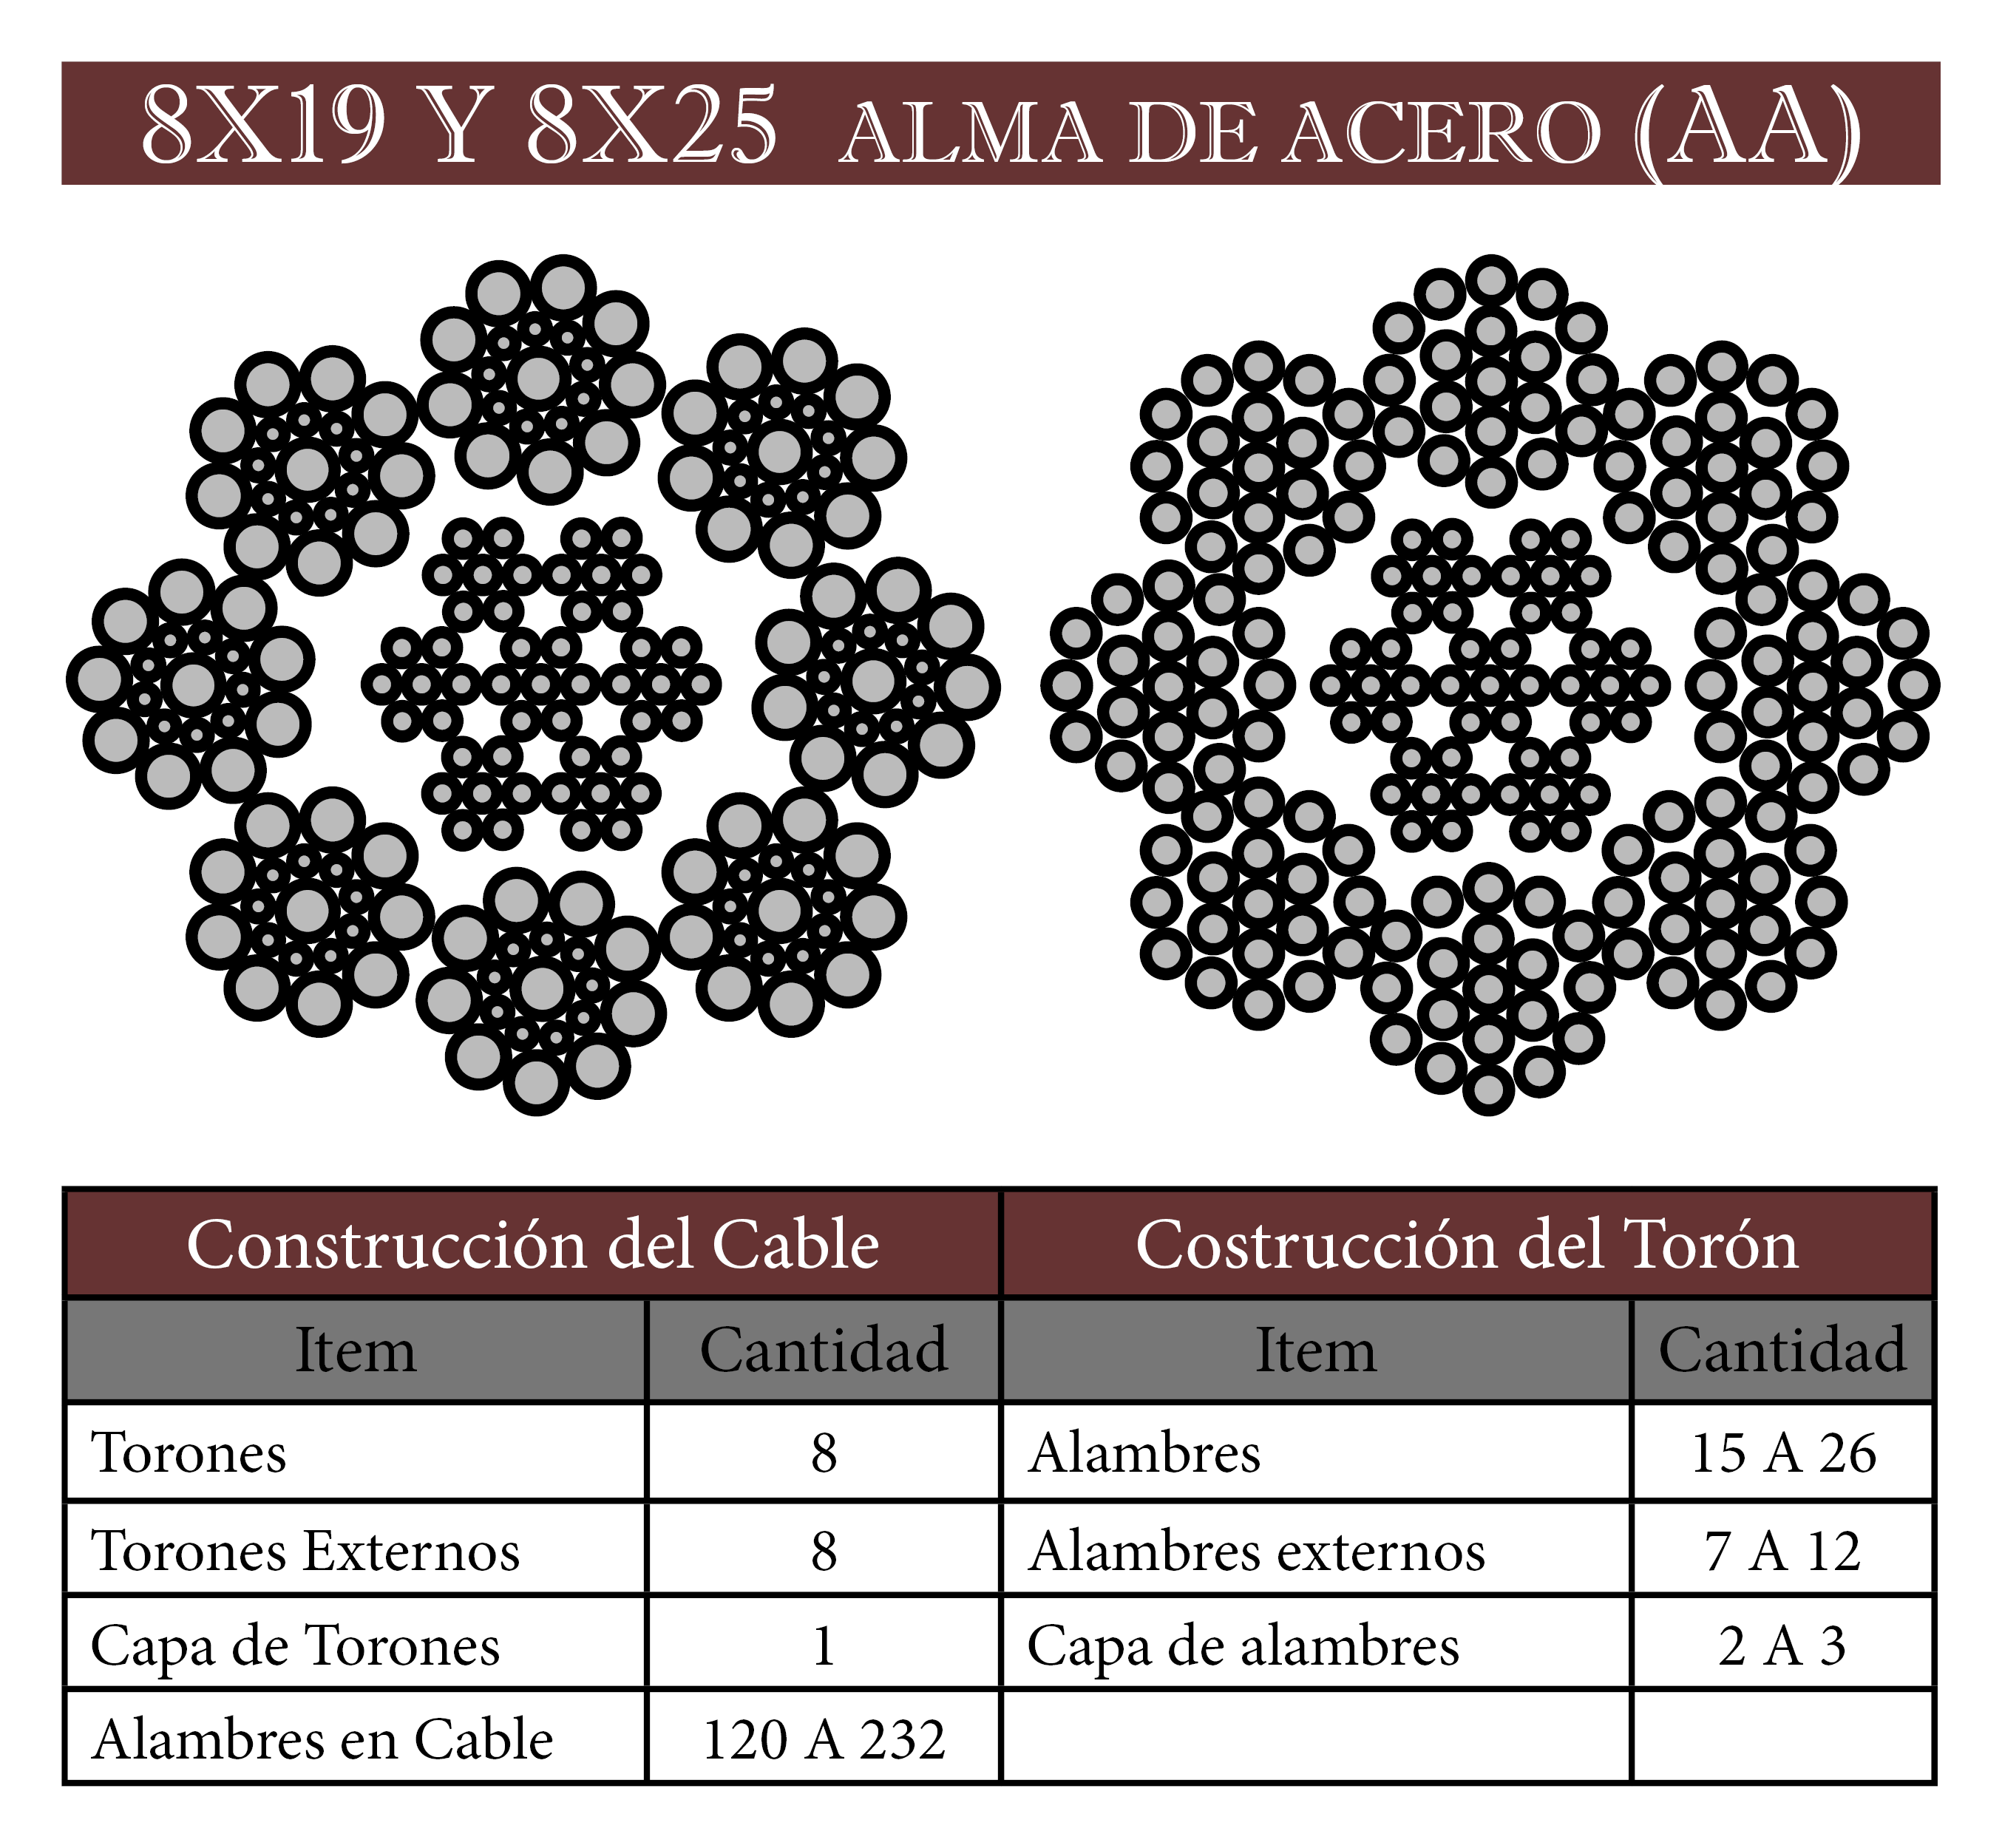 8X19 Y 8X25 ALMA DE ACERO (AA)
Construcción del Cable Costrucción del Torón
Item Cantidad Item Cantidad
Torones 8 Alambres 15 A 26
Torones Externos 8 Alambres externos 7 A 12
Capa de Torones 1 Capa de alambres 2 A 3
Alambres en Cable 120 A 232